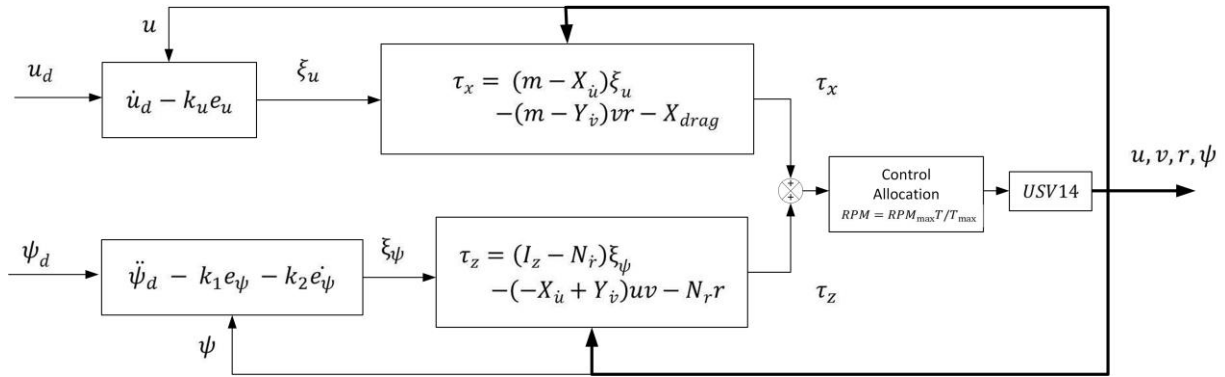 u
u_d
u̇_d − k_u e_u
ξ_u
τ_x = (m − X_u̇)ξ_u
−(m − Y_v̇)vr − X_drag
τ_x
+
+
Control
Allocation
RPM = RPM_max T/T_max
USV14
u, v, r, ψ
ψ_d
ψ̈_d − k_1 e_ψ − k_2 ė_ψ
ξ_ψ
τ_z = (I_z − N_ṙ)ξ_ψ
−(−X_u̇ + Y_v̇)uv − N_r r
τ_z
ψ